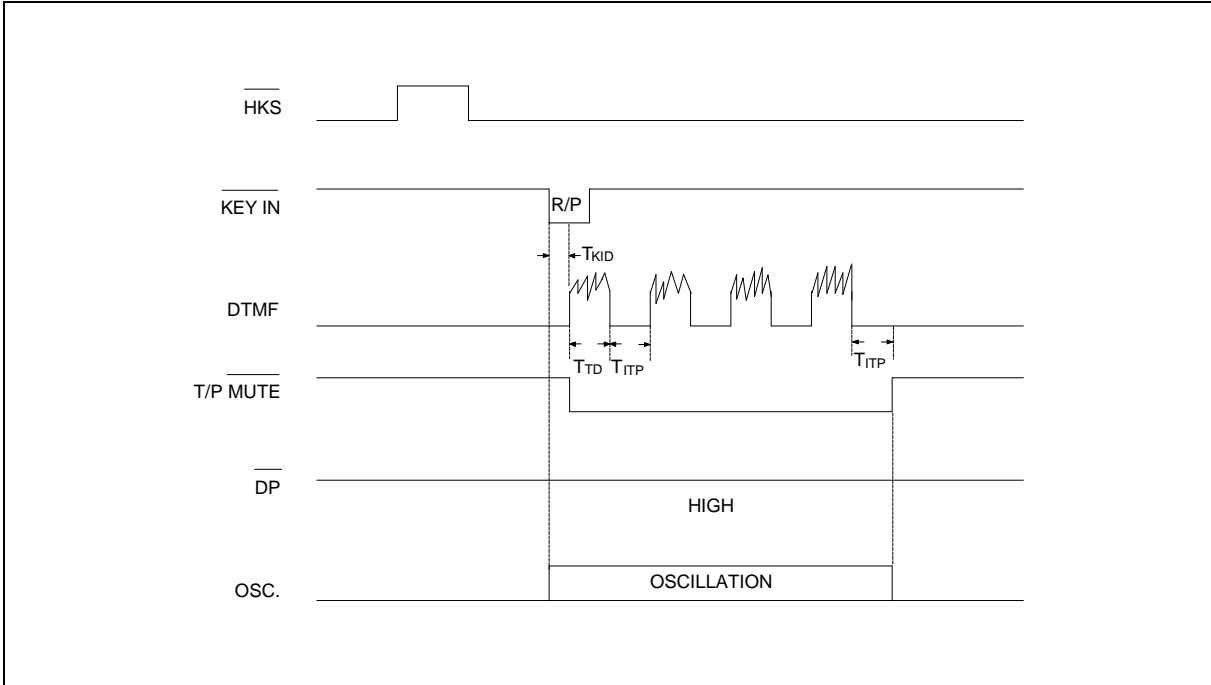 HKS
KEY IN
R/P
TKID
DTMF
TTD
TITP
TITP
T/P MUTE
DP
HIGH
OSC.
OSCILLATION